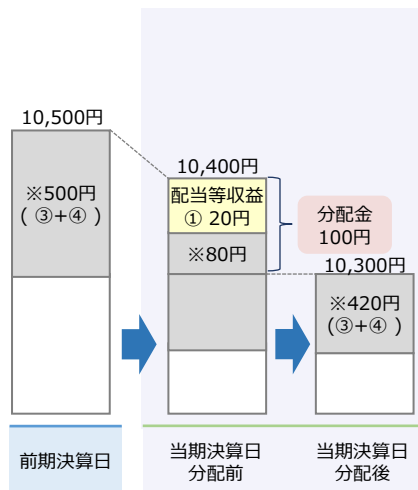 10,500円
※500円
( ③+④ )
前期決算日
10,400円
配当等収益
① 20円
※80円
当期決算日
分配前
分配金
100円
10,300円
※420円
(③+④ )
当期決算日
分配後